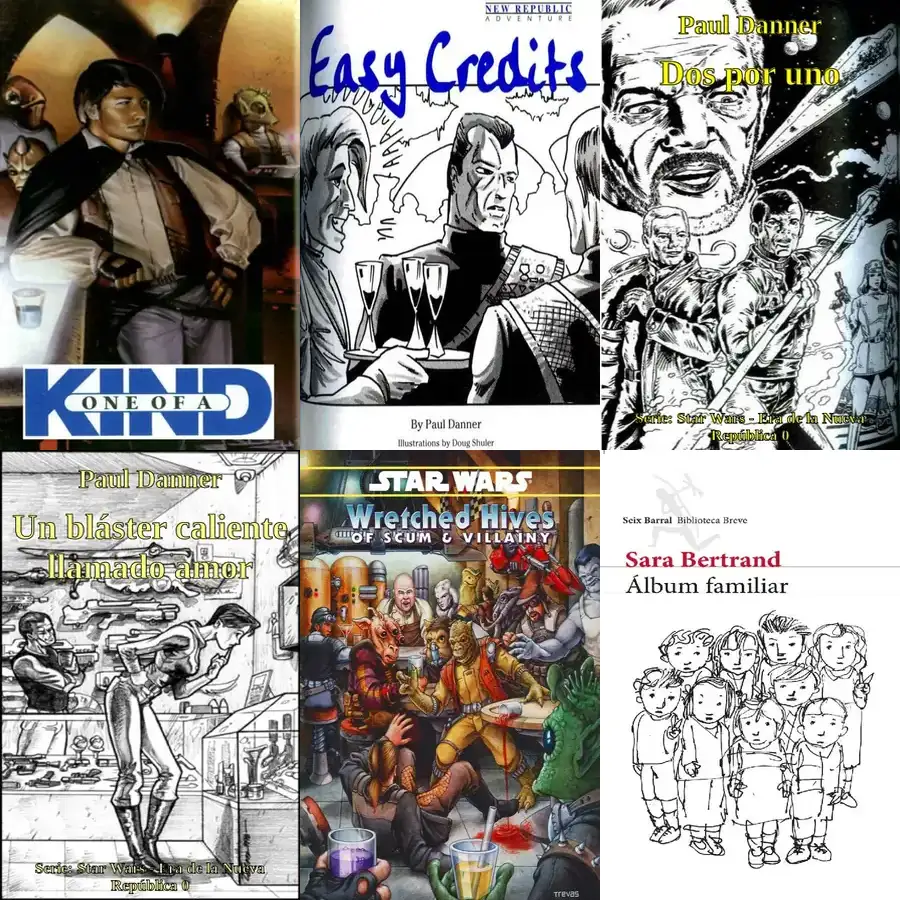 KIND
ONE OF A
NEW REPUBLIC
ADVENTURE
Easy Credits
HAHAHA
By Paul Danner
Illustrations by Doug Shuler
Paul Danner
Dos por uno
Serie: Star Wars - Era de la Nueva
República 0
Paul Danner
Un bláster caliente
llamado amor
Serie: Star Wars - Era de la Nueva
República 0
STAR WARS
Wretched Hives
OF SCUM & VILLAINY
TREVAS
Seix Barral Biblioteca Breve
Sara Bertrand
Álbum familiar